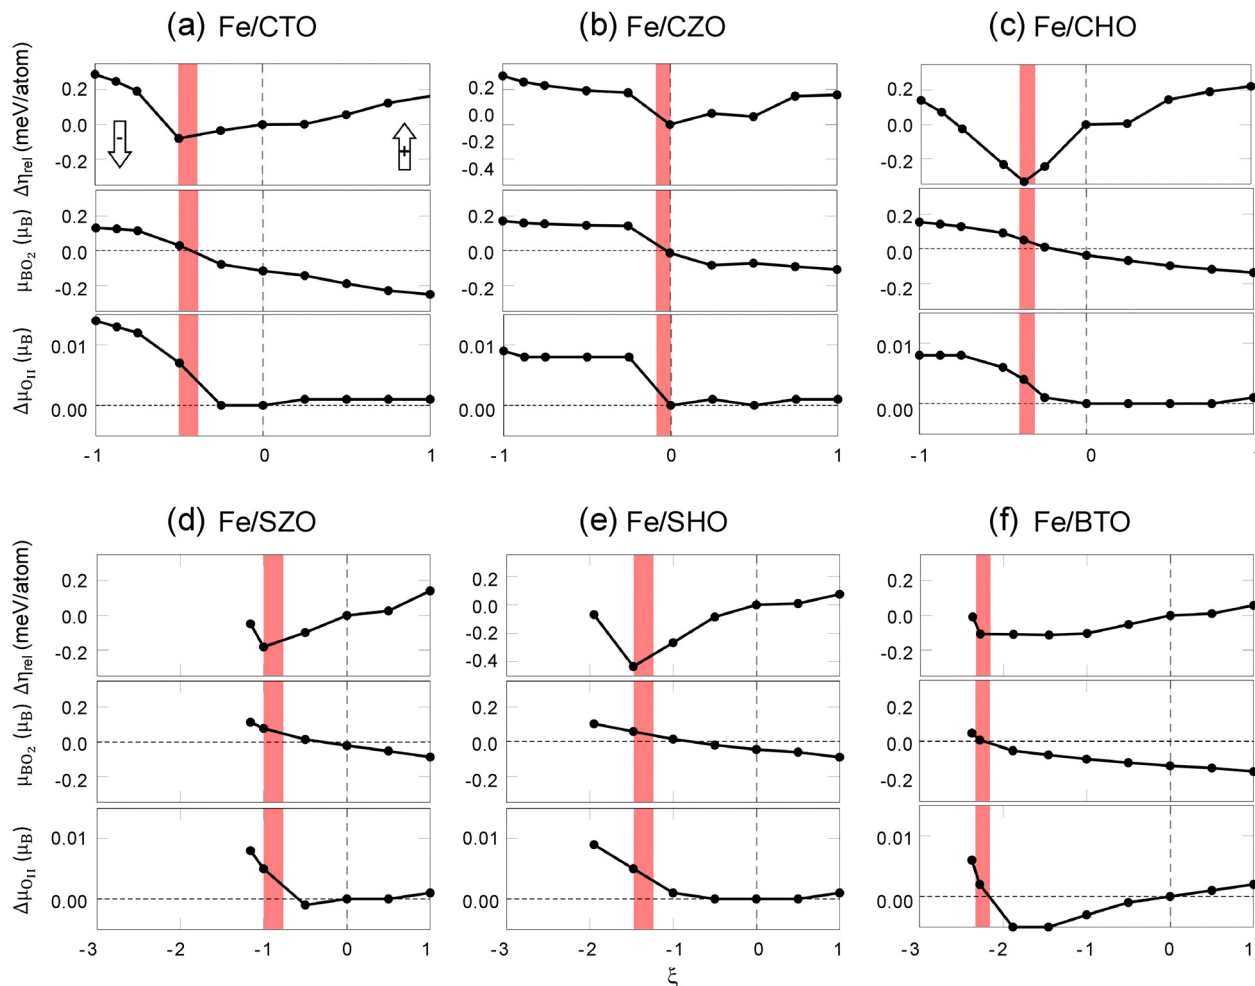 (a) Fe/CTO
(b) Fe/CZO
(c) Fe/CHO
Δη_rel (meV/atom)
0.2
0.0
-0.2
-
+
0.2
0.0
-0.2
-0.4
0.2
0.0
-0.2
μ_BO₂ (μ_B)
0.2
0.0
-0.2
0.2
0.0
-0.2
0.2
0.0
-0.2
Δμ_O_II (μ_B)
0.01
0.00
0.01
0.00
0.01
0.00
-1 0 1
-1 0 1
-1 0 1
(d) Fe/SZO
(e) Fe/SHO
(f) Fe/BTO
Δη_rel (meV/atom)
0.2
0.0
-0.2
0.2
0.0
-0.2
-0.4
0.2
0.0
-0.2
μ_BO₂ (μ_B)
0.2
0.0
-0.2
0.2
0.0
-0.2
0.2
0.0
-0.2
Δμ_O_II (μ_B)
0.01
0.00
0.01
0.00
0.01
0.00
-3 -2 -1 0 1
-3 -2 -1 0 1
-3 -2 -1 0 1
ξ